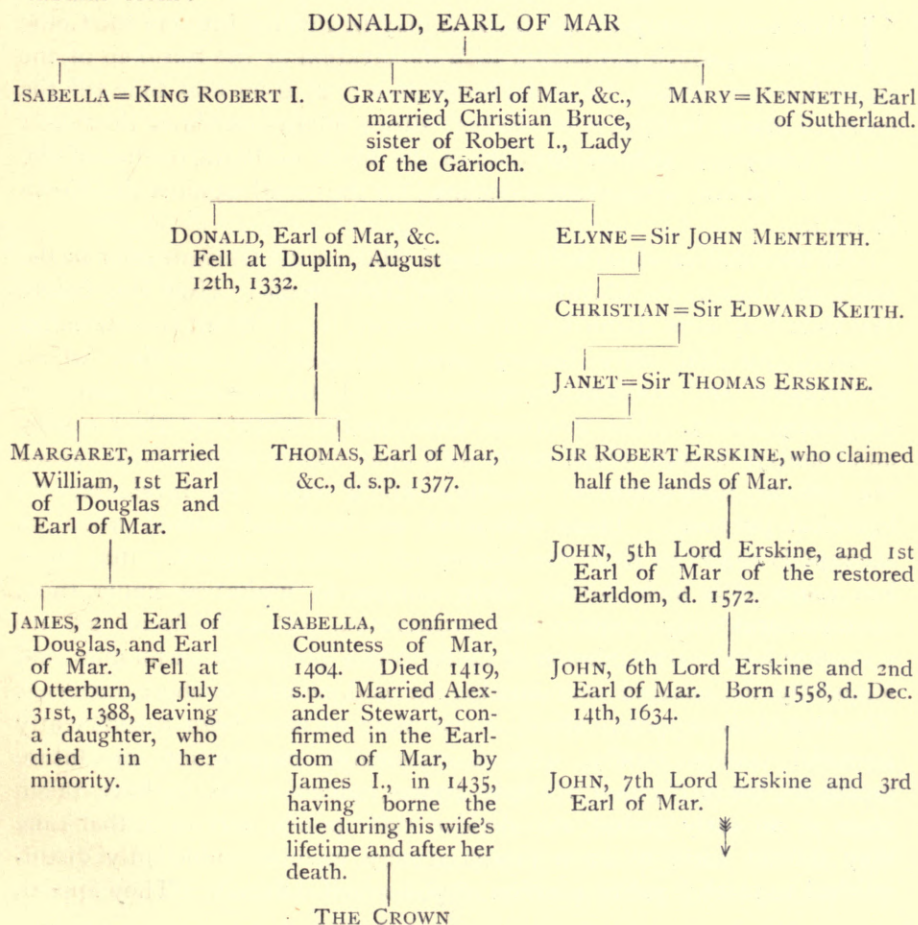 DONALD, EARL OF MAR
ISABELLA = KING ROBERT I.
GRATNEY, Earl of Mar, &c.,
married Christian Bruce,
sister of Robert I., Lady
of the Garioch.
MARY = KENNETH, Earl
of Sutherland.
DONALD, Earl of Mar, &c.
Fell at Duplin, August
12th, 1332.
ELYNE = Sir JOHN MENTEITH.
CHRISTIAN = Sir EDWARD KEITH.
JANET = Sir THOMAS ERSKINE.
MARGARET, married
William, 1st Earl
of Douglas and
Earl of Mar.
THOMAS, Earl of Mar,
&c., d. s.p. 1377.
SIR ROBERT ERSKINE, who claimed
half the lands of Mar.
JOHN, 5th Lord Erskine, and 1st
Earl of Mar of the restored
Earldom, d. 1572.
JAMES, 2nd Earl of
Douglas, and Earl
of Mar. Fell at
Otterburn, July
31st, 1388, leaving
a daughter, who
died in her
minority.
ISABELLA, confirmed
Countess of Mar,
1404. Died 1419,
s.p. Married Alex-
ander Stewart, con-
firmed in the Earl-
dom of Mar, by
James I., in 1435,
having borne the
title during his wife's
lifetime and after her
death.
JOHN, 6th Lord Erskine and 2nd
Earl of Mar. Born 1558, d. Dec.
14th, 1634.
JOHN, 7th Lord Erskine and 3rd
Earl of Mar.
THE CROWN